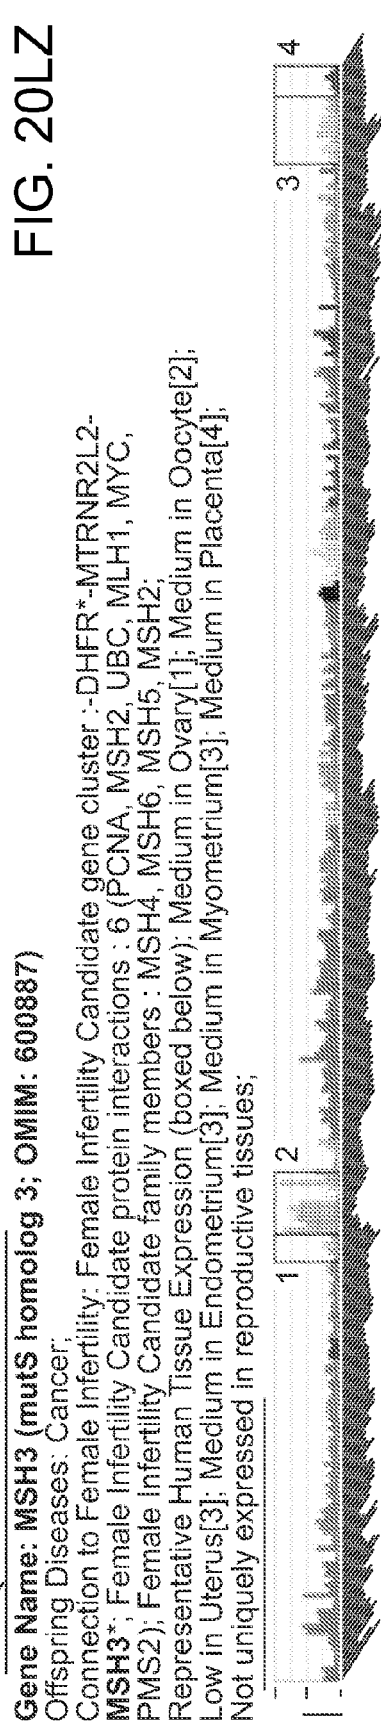 FIG. 20LZ
Gene Name: MSH3 (mutS homolog 3; OMIM: 600887)
Offspring Diseases: Cancer;
Connection to Female Infertility: Female Infertility Candidate gene cluster :-DHFR*-MTRNR2L2-
MSH3*; Female Infertility Candidate protein interactions : 6 (PCNA, MSH2, UBC, MLH1, MYC,
PMS2); Female Infertility Candidate family members : MSH4, MSH6, MSH5, MSH2;
Representative Human Tissue Expression (boxed below): Medium in Ovary[1]; Medium in Oocyte[2];
Low in Uterus[3]; Medium in Endometrium[3]; Medium in Myometrium[3]; Medium in Placenta[4];
Not uniquely expressed in reproductive tissues;
1 2 3 4